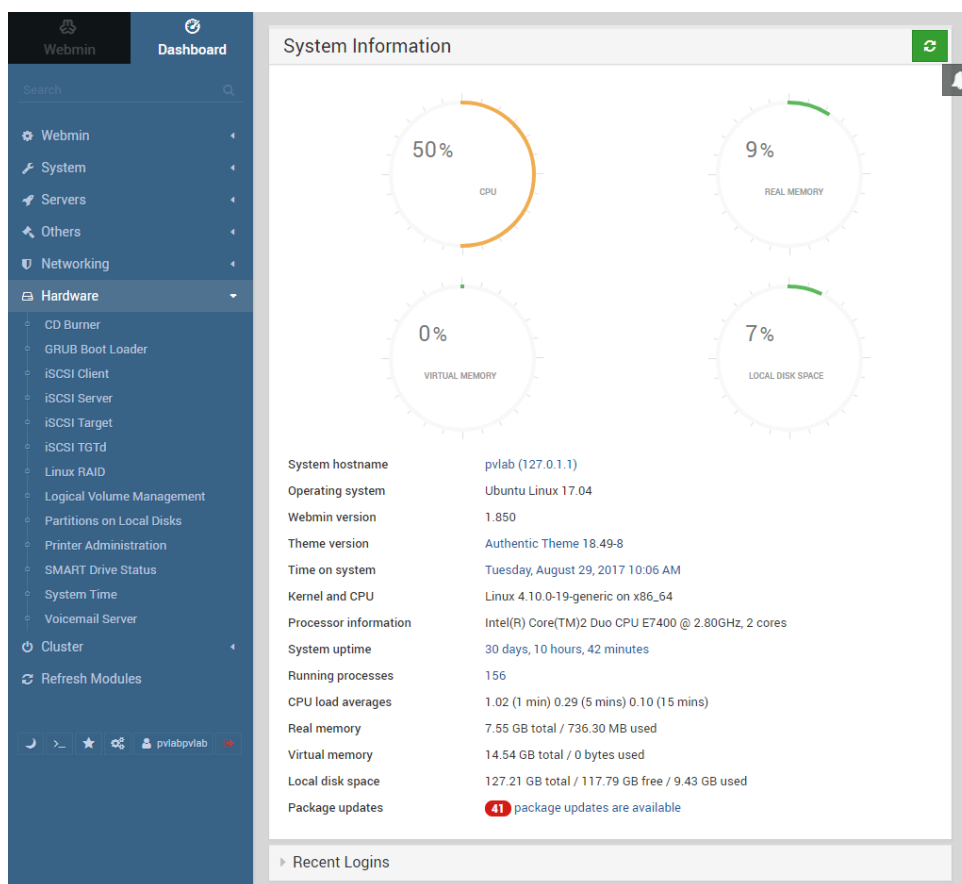 Webmin
Dashboard
Search
Webmin
System
Servers
Others
Networking
Hardware
CD Burner
GRUB Boot Loader
iSCSI Client
iSCSI Server
iSCSI Target
iSCSI TGTd
Linux RAID
Logical Volume Management
Partitions on Local Disks
Printer Administration
SMART Drive Status
System Time
Voicemail Server
Cluster
Refresh Modules
pvlabpvlab
System Information
50%
CPU
9%
REAL MEMORY
0%
VIRTUAL MEMORY
7%
LOCAL DISK SPACE
System hostname pvlab (127.0.1.1)
Operating system Ubuntu Linux 17.04
Webmin version 1.850
Theme version Authentic Theme 18.49-8
Time on system Tuesday, August 29, 2017 10:06 AM
Kernel and CPU Linux 4.10.0-19-generic on x86_64
Processor information Intel(R) Core(TM)2 Duo CPU E7400 @ 2.80GHz, 2 cores
System uptime 30 days, 10 hours, 42 minutes
Running processes 156
CPU load averages 1.02 (1 min) 0.29 (5 mins) 0.10 (15 mins)
Real memory 7.55 GB total / 736.30 MB used
Virtual memory 14.54 GB total / 0 bytes used
Local disk space 127.21 GB total / 117.79 GB free / 9.43 GB used
Package updates 41 package updates are available
Recent Logins